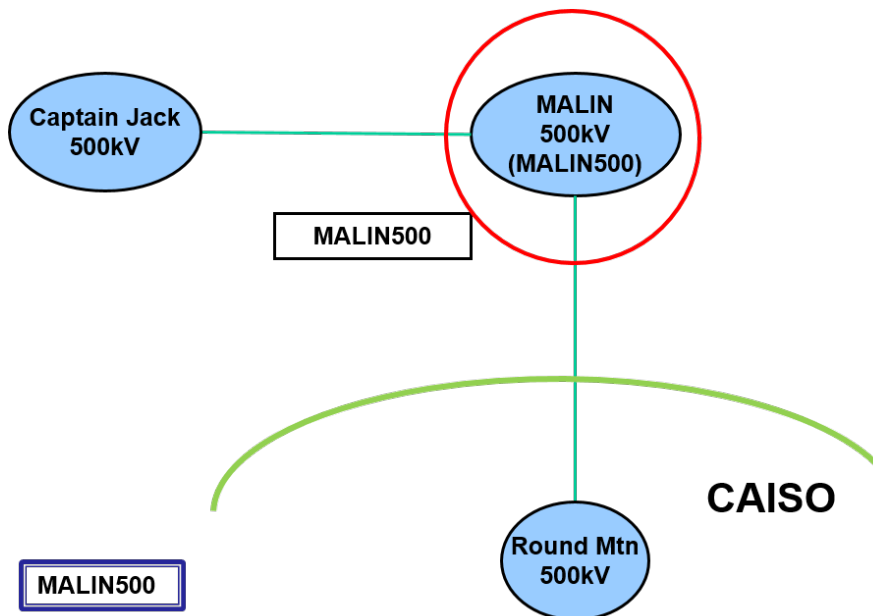 Captain Jack
500kV
MALIN
500kV
(MALIN500)
MALIN500
CAISO
Round Mtn
500kV
MALIN500